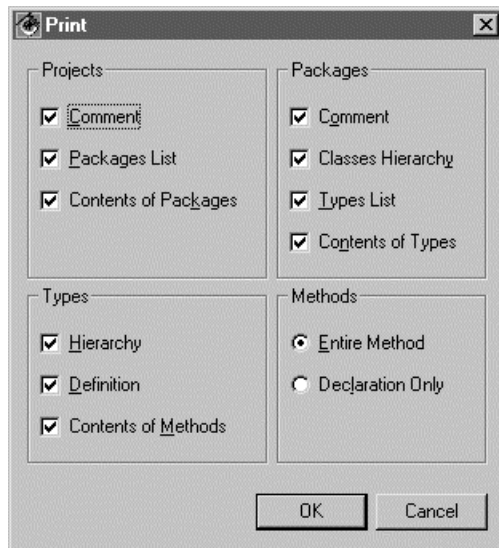 Print
Projects
Comment
Packages List
Contents of Packages
Packages
Comment
Classes Hierarchy
Types List
Contents of Types
Types
Hierarchy
Definition
Contents of Methods
Methods
Entire Method
Declaration Only
OK
Cancel